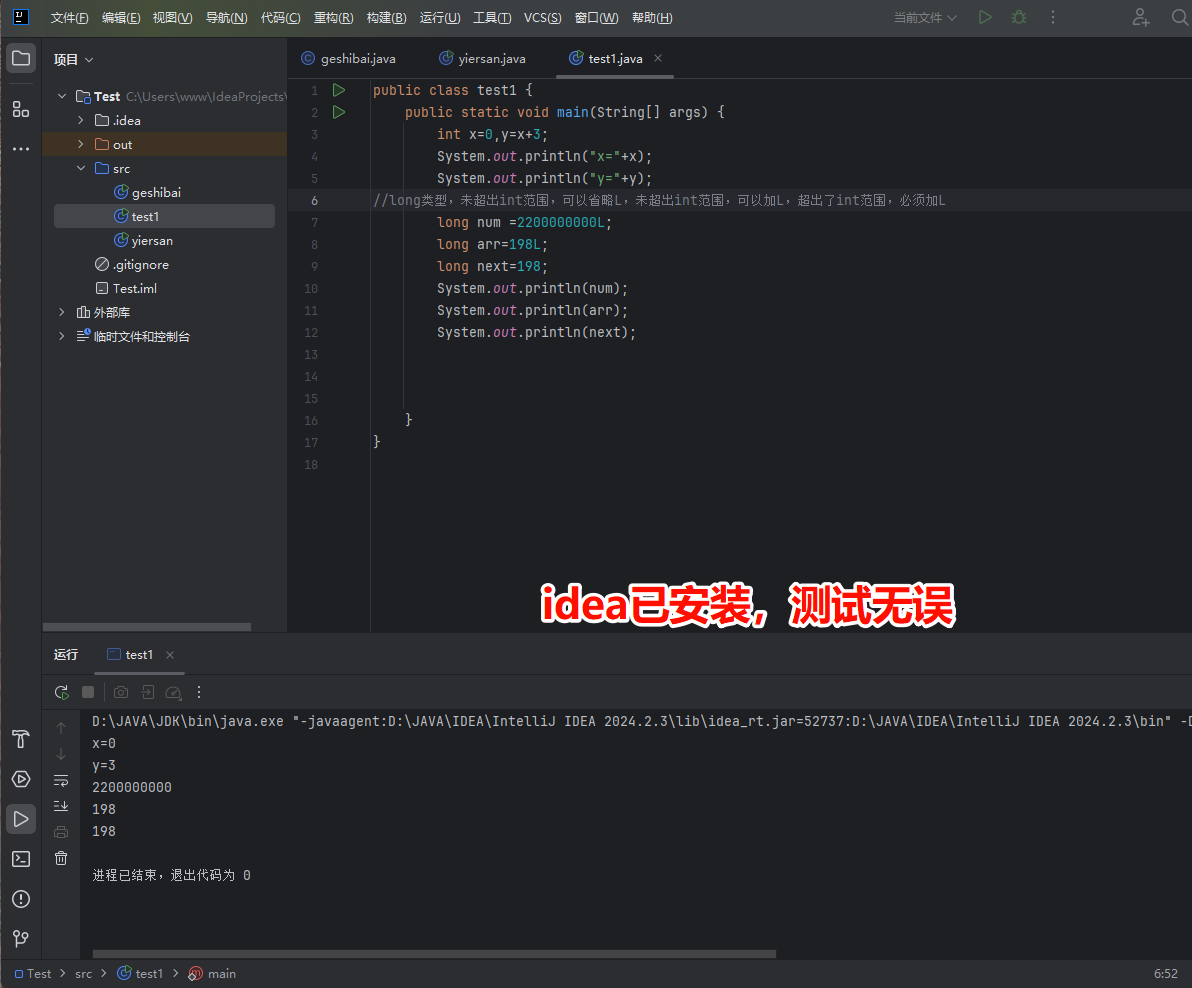 文件(F) 编辑(E) 视图(V) 导航(N) 代码(C) 重构(R) 构建(B) 运行(U) 工具(T) VCS(S) 窗口(W) 帮助(H) 当前文件
项目
geshibai.java yiersan.java test1.java
Test C:\Users\www\IdeaProjects\
.idea
out
src
geshibai
test1
yiersan
.gitignore
Test.iml
外部库
临时文件和控制台
1 public class test1 {
2 public static void main(String[] args) {
3 int x=0,y=x+3;
4 System.out.println("x="+x);
5 System.out.println("y="+y);
6 //long类型，未超出int范围，可以省略L，未超出int范围，可以加L，超出了int范围，必须加L
7 long num =2200000000L;
8 long arr=198L;
9 long next=198;
10 System.out.println(num);
11 System.out.println(arr);
12 System.out.println(next);
13
14
15
16 }
17 }
18
idea已安装，测试无误
运行 test1
D:\JAVA\JDK\bin\java.exe "-javaagent:D:\JAVA\IDEA\IntelliJ IDEA 2024.2.3\lib\idea_rt.jar=52737:D:\JAVA\IDEA\IntelliJ IDEA 2024.2.3\bin" -D
x=0
y=3
2200000000
198
198
进程已结束，退出代码为 0
Test > src > test1 > main 6:52